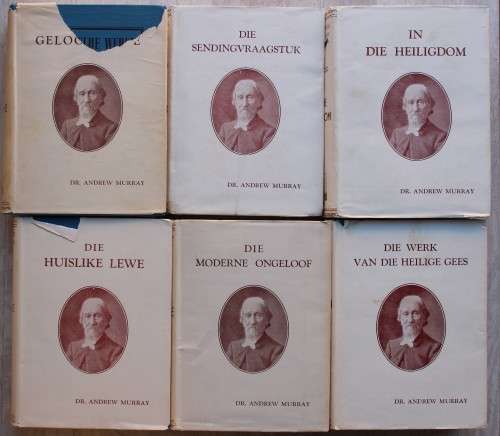 DR. ANDREW MURRAY
DIE
SENDINGVRAAGSTUK
DR. ANDREW MURRAY
IN
DIE HEILIGDOM
DR. ANDREW MURRAY
DIE
HUISLIKE LEWE
DR. ANDREW MURRAY
DIE
MODERNE ONGELOOF
DR. ANDREW MURRAY
DIE WERK
VAN DIE HEILIGE GEES
DR. ANDREW MURRAY